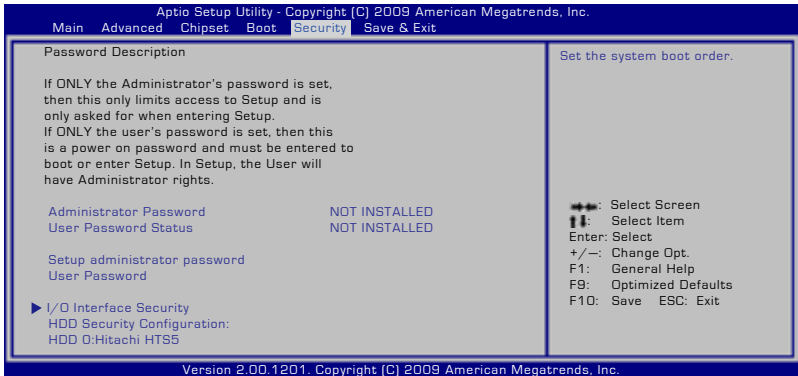 Aptio Setup Utility - Copyright (C) 2009 American Megatrends, Inc.
Main Advanced Chipset Boot Security Save & Exit
Password Description
If ONLY the Administrator's password is set,
then this only limits access to Setup and is
only asked for when entering Setup.
If ONLY the user's password is set, then this
is a power on password and must be entered to
boot or enter Setup. In Setup, the User will
have Administrator rights.
Administrator Password NOT INSTALLED
User Password Status NOT INSTALLED
Setup administrator password
User Password
I/O Interface Security
HDD Security Configuration:
HDD 0:Hitachi HTS5
Set the system boot order.
→←: Select Screen
↑↓: Select Item
Enter: Select
+/—: Change Opt.
F1: General Help
F9: Optimized Defaults
F10: Save ESC: Exit
Version 2.00.1201. Copyright (C) 2009 American Megatrends, Inc.